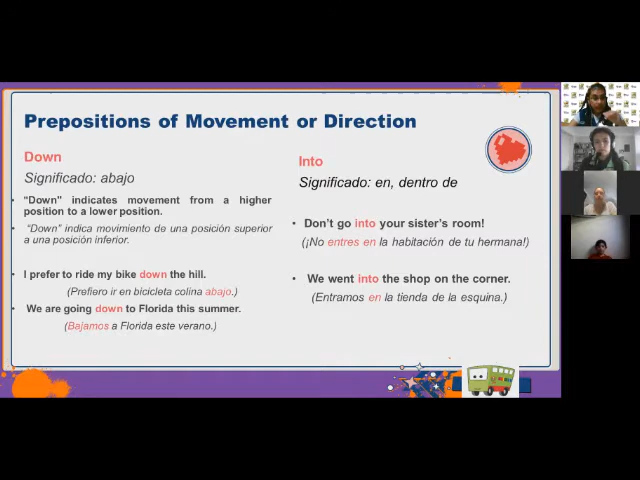 Prepositions of Movement or Direction
Down
Significado: abajo
"Down" indicates movement from a higher
position to a lower position.
"Down" indica movimiento de una posición superior
a una posición inferior.
I prefer to ride my bike down the hill.
(Prefiero ir en bicicleta colina abajo.)
We are going down to Florida this summer.
(Bajamos a Florida este verano.)
Into
Significado: en, dentro de
Don't go into your sister's room!
(¡No entres en la habitación de tu hermana!)
We went into the shop on the corner.
(Entramos en la tienda de la esquina.)